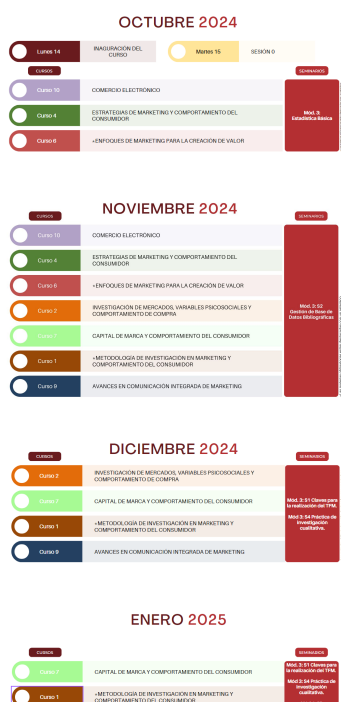 OCTUBRE 2024
Lunes 14
INAGURACIÓN DEL
CURSO
Martes 15
SESIÓN 0
CURSOS
SEMINARIOS
Curso 10
COMERCIO ELECTRÓNICO
Curso 4
ESTRATEGIAS DE MARKETING Y COMPORTAMIENTO DEL
CONSUMIDOR
Curso 6
+ENFOQUES DE MARKETING PARA LA CREACIÓN DE VALOR
Mód. 3:
Estadística Básica
NOVIEMBRE 2024
CURSOS
SEMINARIOS
Curso 10
COMERCIO ELECTRÓNICO
Curso 4
ESTRATEGIAS DE MARKETING Y COMPORTAMIENTO DEL
CONSUMIDOR
Curso 6
+ENFOQUES DE MARKETING PARA LA CREACIÓN DE VALOR
Curso 2
INVESTIGACIÓN DE MERCADOS, VARIABLES PSICOSOCIALES Y
COMPORTAMIENTO DE COMPRA
Curso 7
CAPITAL DE MARCA Y COMPORTAMIENTO DEL CONSUMIDOR
Curso 1
+METODOLOGÍA DE INVESTIGACIÓN EN MARKETING Y
COMPORTAMIENTO DEL CONSUMIDOR
Curso 9
AVANCES EN COMUNICACIÓN INTEGRADA DE MARKETING
Mód. 3: S2
Gestión de Base de
Datos Bibliográficas
DICIEMBRE 2024
CURSOS
SEMINARIOS
Curso 2
INVESTIGACIÓN DE MERCADOS, VARIABLES PSICOSOCIALES Y
COMPORTAMIENTO DE COMPRA
Curso 7
CAPITAL DE MARCA Y COMPORTAMIENTO DEL CONSUMIDOR
Curso 1
+METODOLOGÍA DE INVESTIGACIÓN EN MARKETING Y
COMPORTAMIENTO DEL CONSUMIDOR
Curso 9
AVANCES EN COMUNICACIÓN INTEGRADA DE MARKETING
Mód. 3: S1 Claves para
la realización del TFM.
Mód 3: S4 Práctica de
investigación
cualitativa.
ENERO 2025
CURSOS
SEMINARIOS
Curso 7
CAPITAL DE MARCA Y COMPORTAMIENTO DEL CONSUMIDOR
Curso 1
+METODOLOGÍA DE INVESTIGACIÓN EN MARKETING Y
COMPORTAMIENTO DEL CONSUMIDOR
Mód. 3: S1 Claves para
la realización del TFM.
Mód 3: S4 Práctica de
investigación
cualitativa.